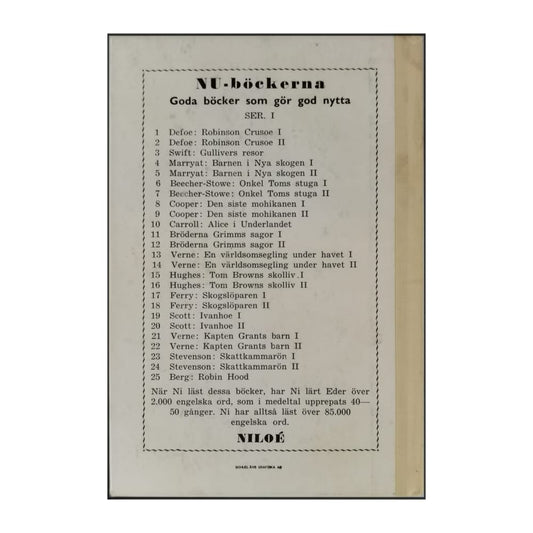 NU-böckerna
Goda böcker som gör god nytta
SER. I
1 Defoe: Robinson Crusoe I
2 Defoe: Robinson Crusoe II
3 Swift: Gullivers resor
4 Marryat: Barnen i Nya skogen I
5 Marryat: Barnen i Nya skogen II
6 Beecher-Stowe: Onkel Toms stuga I
7 Beecher-Stowe: Onkel Toms stuga II
8 Cooper: Den siste mohikanen I
9 Cooper: Den siste mohikanen II
10 Carroll: Alice i Underlandet
11 Bröderna Grimms sagor I
12 Bröderna Grimms sagor II
13 Verne: En världsomsegling under havet I
14 Verne: En världsomsegling under havet II
15 Hughes: Tom Browns skolliv I
16 Hughes: Tom Browns skolliv II
17 Ferry: Skogslöparen I
18 Ferry: Skogslöparen II
19 Scott: Ivanhoe I
20 Scott: Ivanhoe II
21 Verne: Kapten Grants barn I
22 Verne: Kapten Grants barn II
23 Stevenson: Skattkammarön I
24 Stevenson: Skattkammarön II
25 Berg: Robin Hood
När Ni läst dessa böcker, har Ni lärt Eder över
2.000 engelska ord, som i medeltal upprepats 40—
50 gånger. Ni har alltså läst över 85.000
engelska ord.
NILOÉ